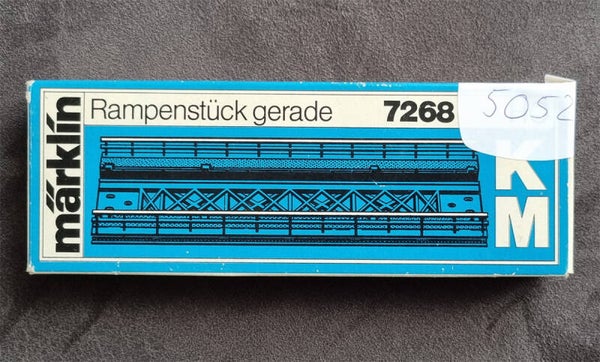 märklin
Rampenstück gerade 7268
5052
K
M